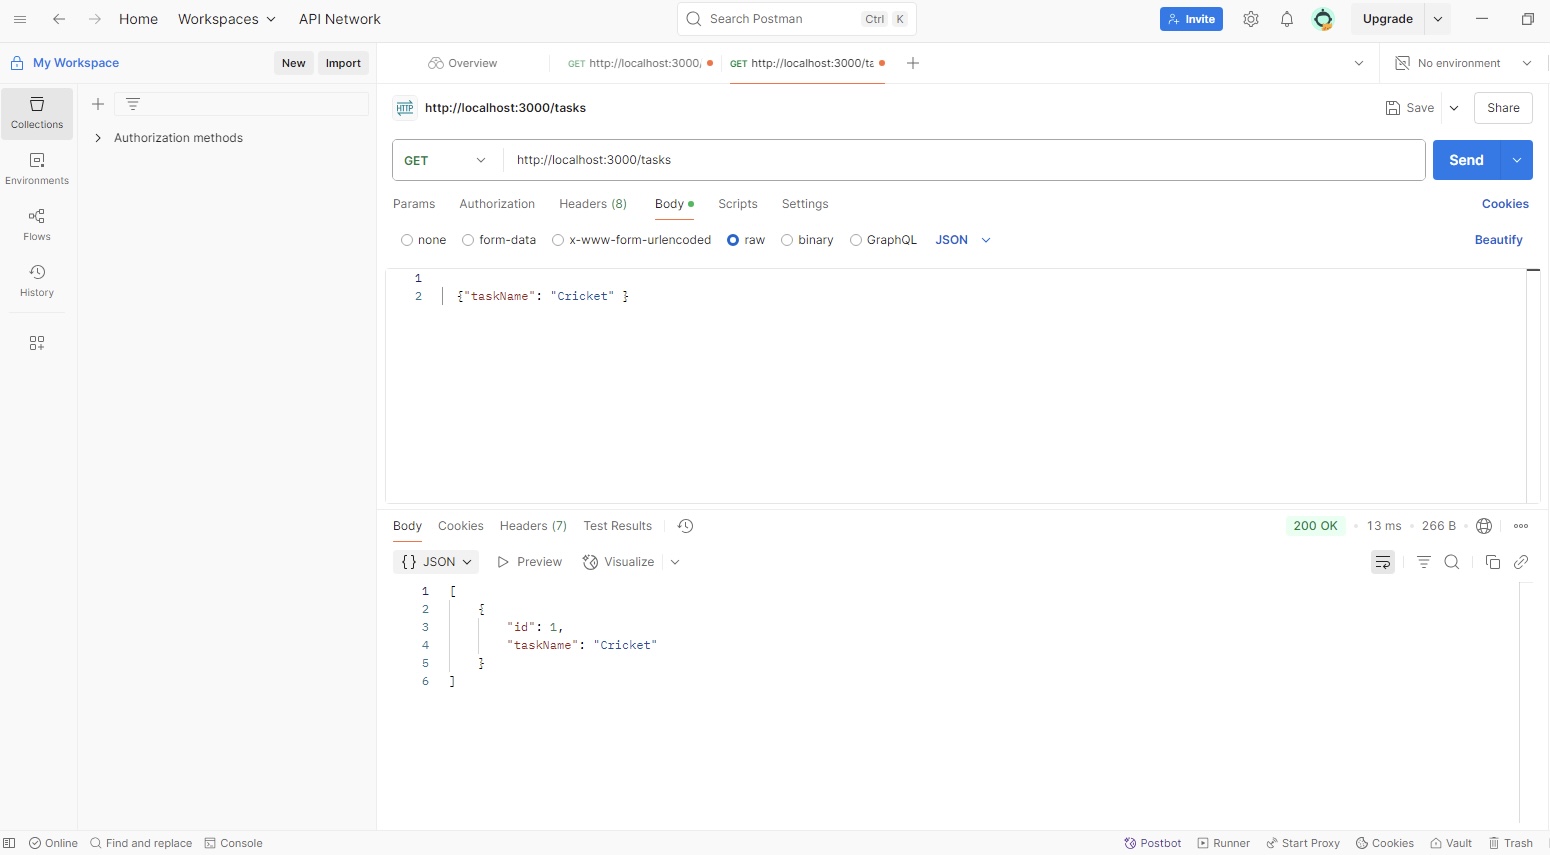 Home Workspaces API Network Search Postman Ctrl K Invite Upgrade
My Workspace New Import Overview GET http://localhost:3000/ GET http://localhost:3000/ta No environment
Collections
Environments
Flows
History
Authorization methods
HTTP http://localhost:3000/tasks Save Share
GET http://localhost:3000/tasks Send
Params Authorization Headers (8) Body Scripts Settings Cookies
none form-data x-www-form-urlencoded raw binary GraphQL JSON Beautify
1
2 {"taskName": "Cricket" }
Body Cookies Headers (7) Test Results 200 OK • 13 ms • 266 B •
{} JSON Preview Visualize
1 [
2 {
3 "id": 1,
4 "taskName": "Cricket"
5 }
6 ]
Online Find and replace Console Postbot Runner Start Proxy Cookies Vault Trash